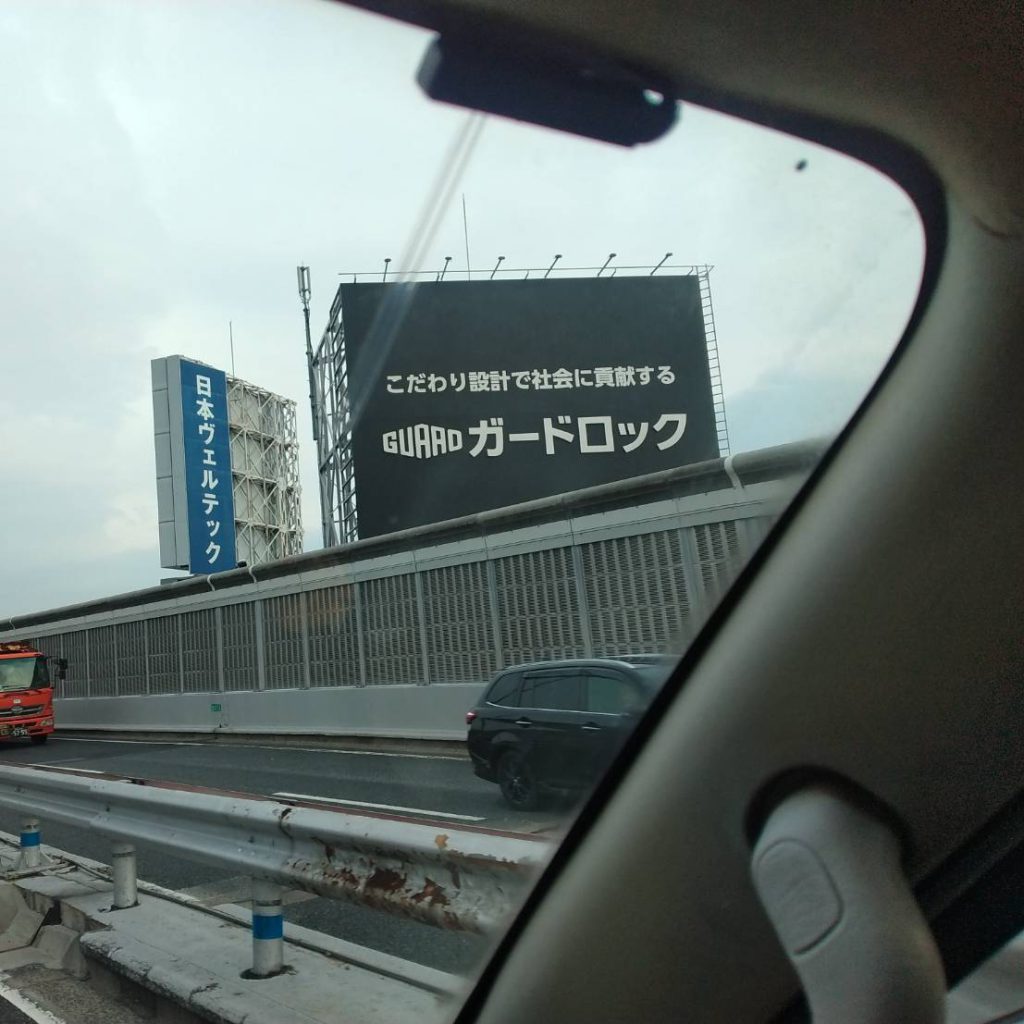 日本ヴェルテック
こだわり設計で社会に貢献する
GUARD ガードロック